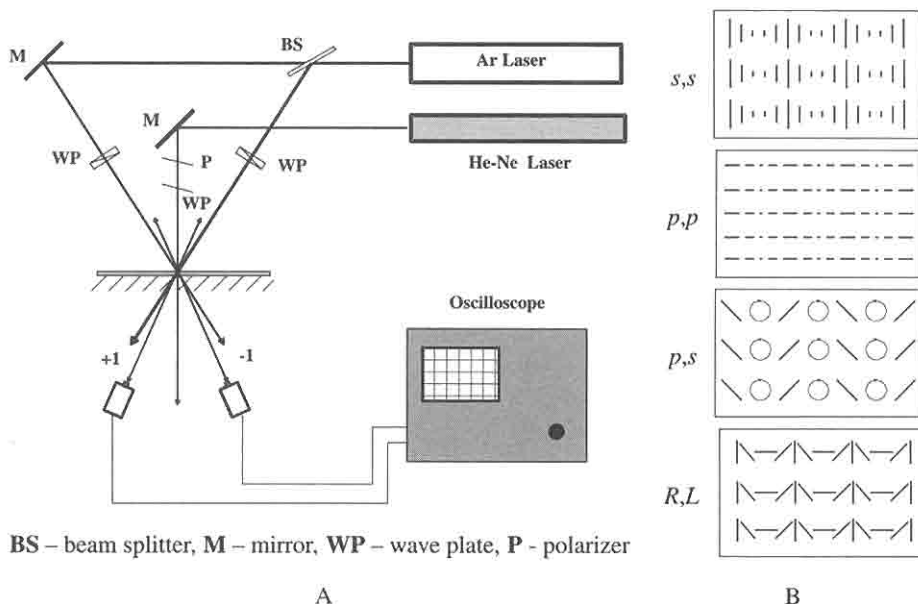 BS
M
Ar Laser
M
He-Ne Laser
WP
P
WP
WP
Oscilloscope
+1
-1
BS – beam splitter, M – mirror, WP – wave plate, P - polarizer
A
s,s
p,p
p,s
R,L
B